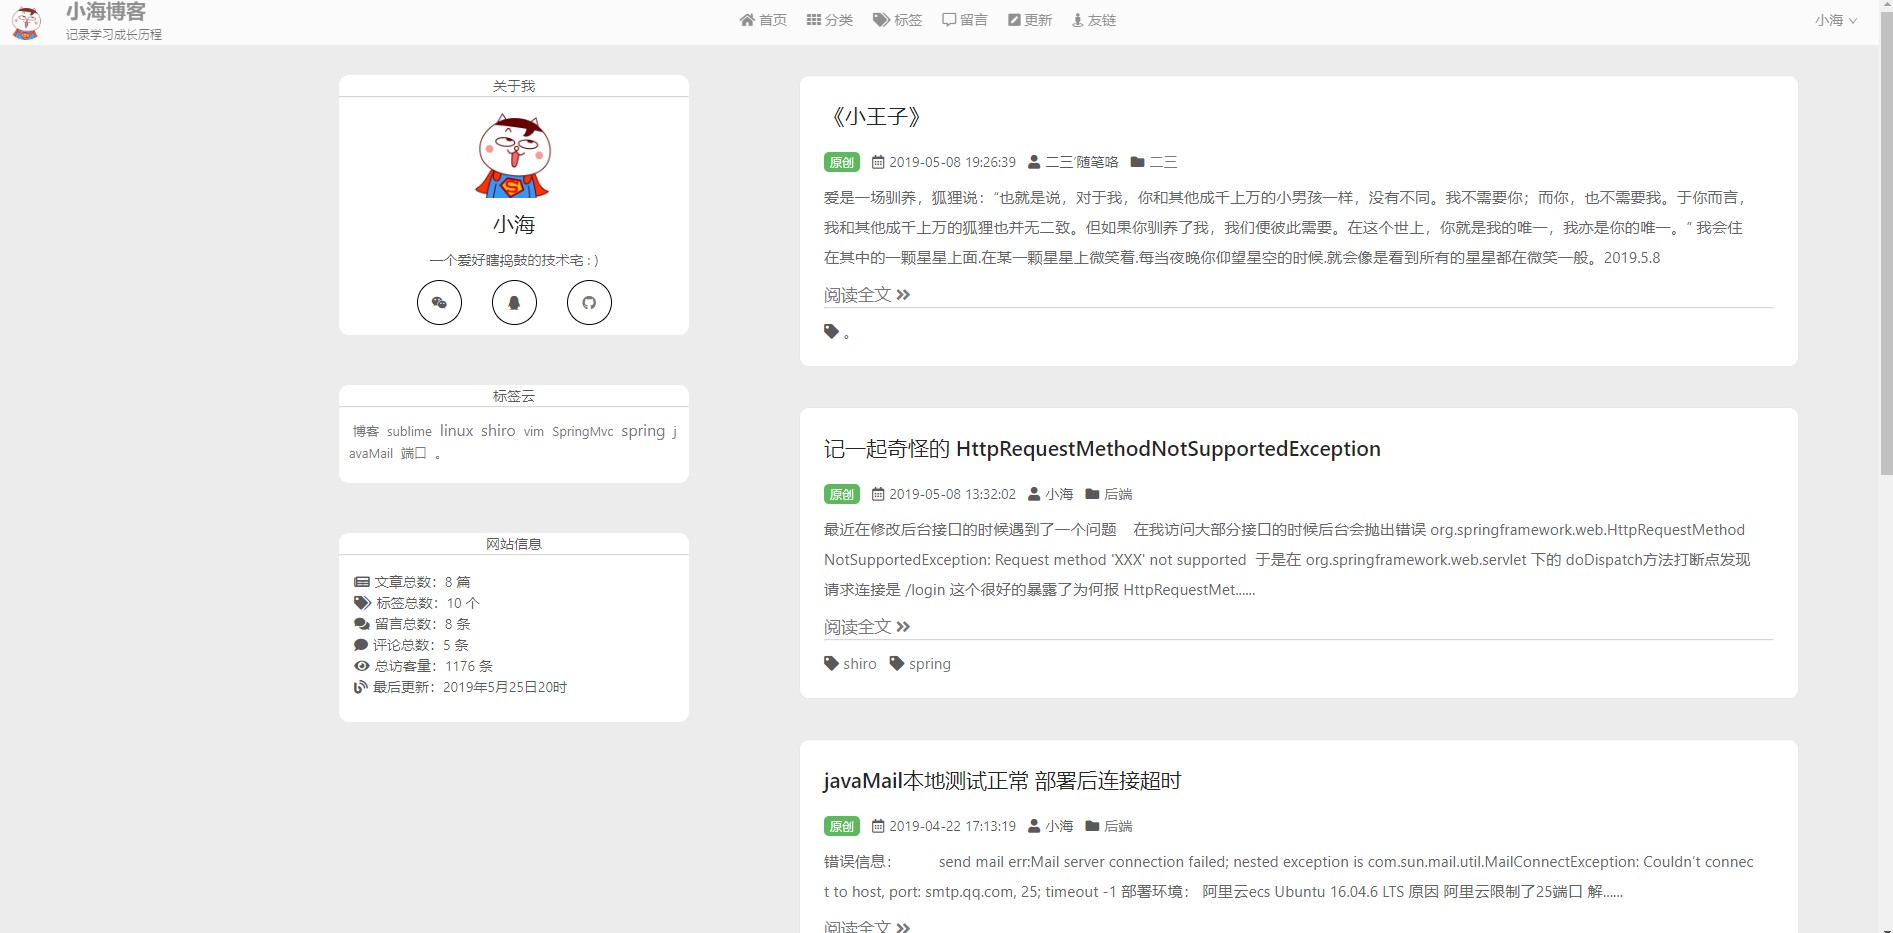 小海博客
记录学习成长历程
首页 分类 标签 留言 更新 友链
小海
关于我
小海
一个爱好瞎捣鼓的技术宅 : )
标签云
博客 sublime linux shiro vim SpringMvc spring j
avaMail 端口 。
网站信息
文章总数：8 篇
标签总数：10 个
留言总数：8 条
评论总数：5 条
总访客量：1176 条
最后更新：2019年5月25日20时
《小王子》
原创 2019-05-08 19:26:39 二三'随笔咯 二三
爱是一场驯养，狐狸说：“也就是说，对于我，你和其他成千上万的小男孩一样，没有不同。我不需要你；而你，也不需要我。于你而言，
我和其他成千上万的狐狸也并无二致。但如果你驯养了我，我们便彼此需要。在这个世上，你就是我的唯一，我亦是你的唯一。” 我会住
在其中的一颗星星上面.在某一颗星星上微笑着.每当夜晚你仰望星空的时候.就会像是看到所有的星星都在微笑一般。2019.5.8
阅读全文
。
记一起奇怪的 HttpRequestMethodNotSupportedException
原创 2019-05-08 13:32:02 小海 后端
最近在修改后台接口的时候遇到了一个问题 在我访问大部分接口的时候后台会抛出错误 org.springframework.web.HttpRequestMethod
NotSupportedException: Request method 'XXX' not supported 于是在 org.springframework.web.servlet 下的 doDispatch方法打断点发现
请求连接是 /login 这个很好的暴露了为何报 HttpRequestMet......
阅读全文
shiro spring
javaMail本地测试正常 部署后连接超时
原创 2019-04-22 17:13:19 小海 后端
错误信息： send mail err:Mail server connection failed; nested exception is com.sun.mail.util.MailConnectException: Couldn't connec
t to host, port: smtp.qq.com, 25; timeout -1 部署环境： 阿里云ecs Ubuntu 16.04.6 LTS 原因 阿里云限制了25端口 解......
阅读全文